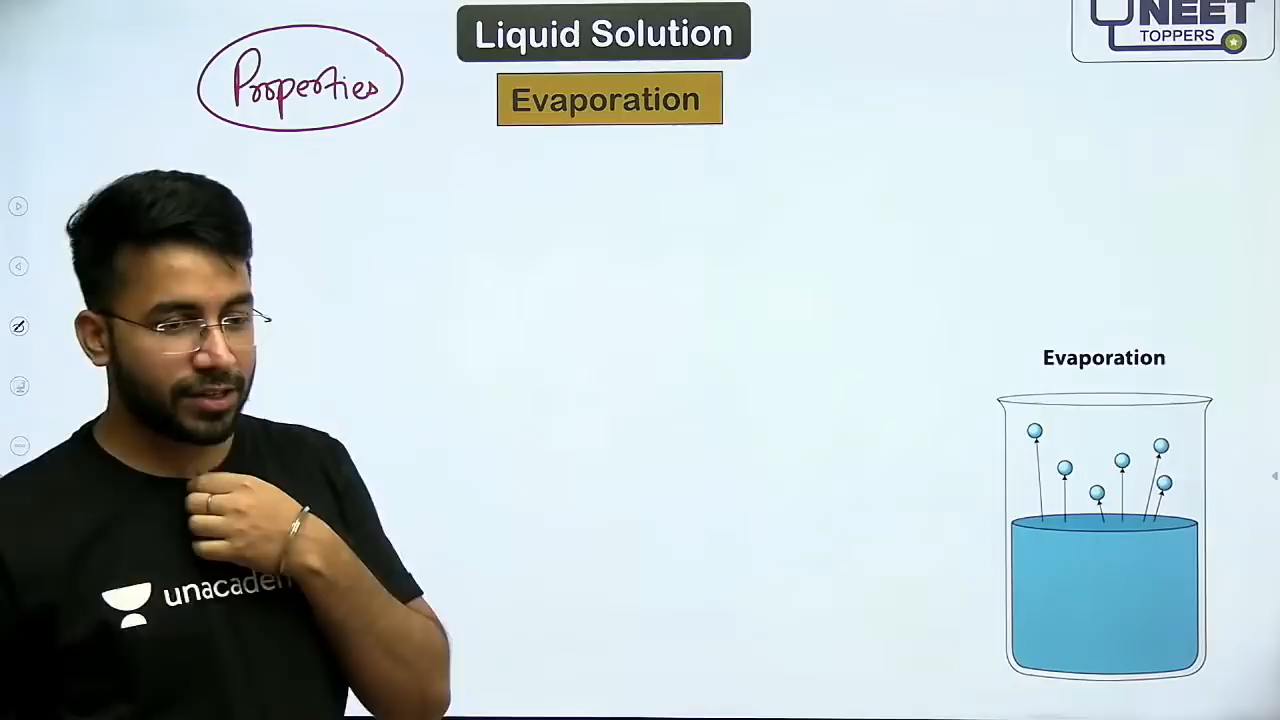 Liquid Solution
NEET
TOPPERS
Properties
Evaporation
Evaporation
unacadem